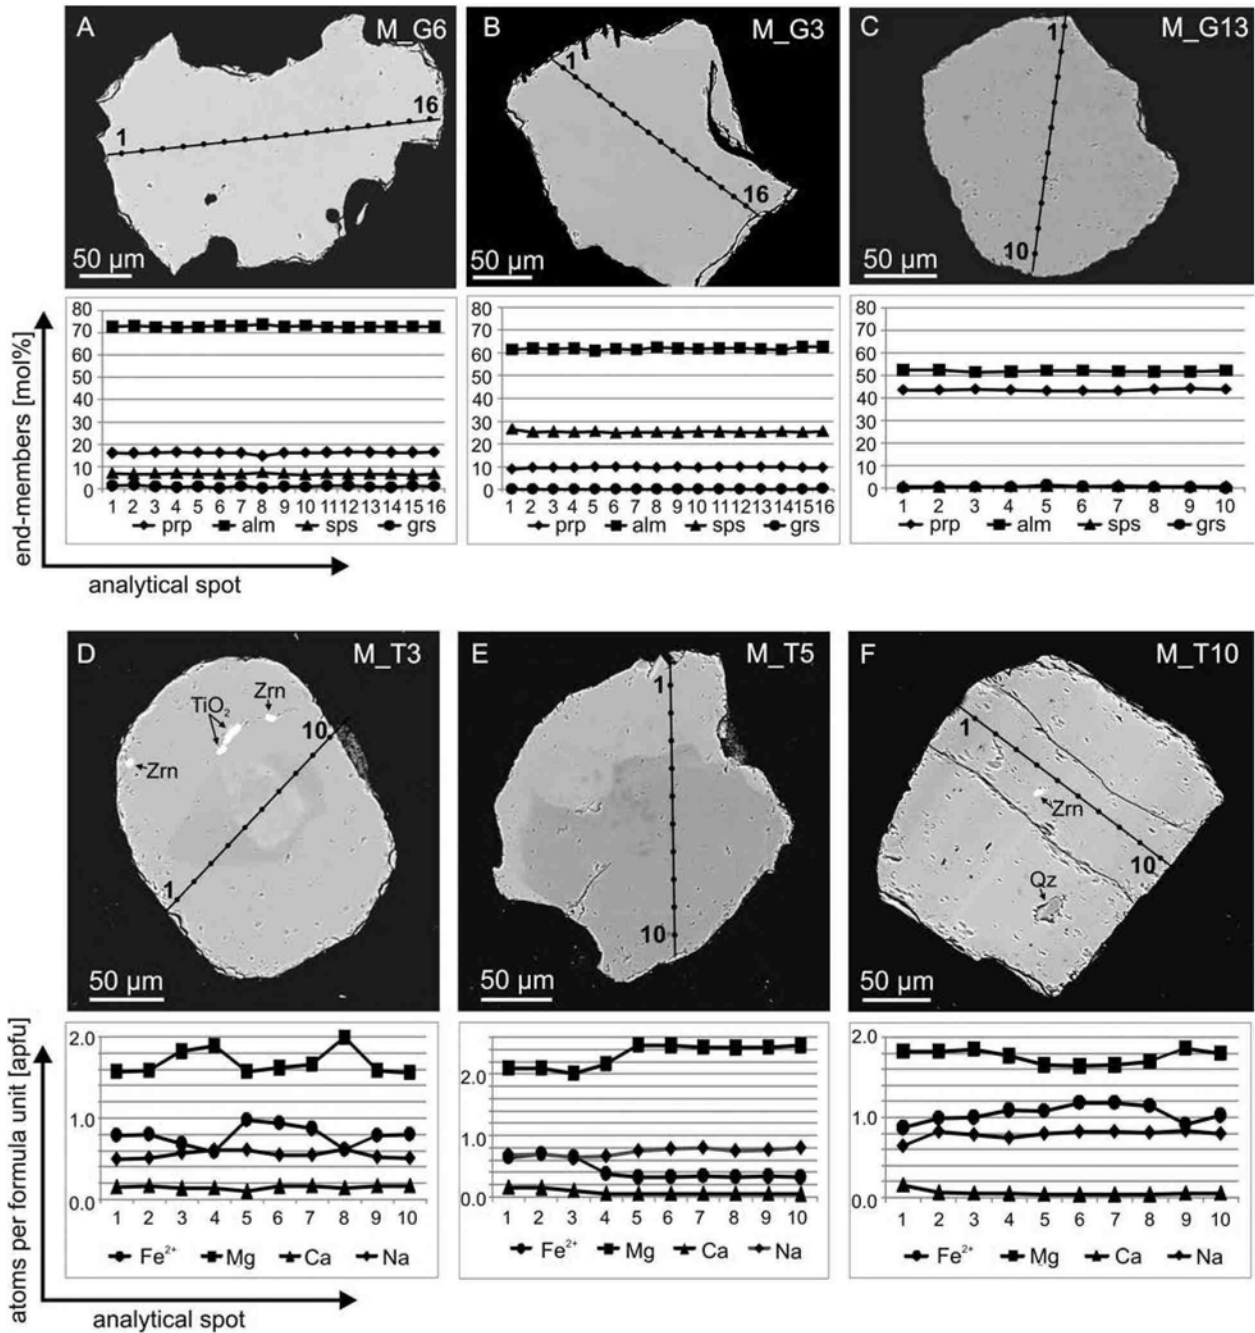 A M_G6
1 16
50 µm
B M_G3
1 16
50 µm
C M_G13
1 10
50 µm
end-members [mol%]
80
70
60
50
40
30
20
10
0
1 2 3 4 5 6 7 8 9 10 11 12 13 14 15 16
prp alm sps grs
80
70
60
50
40
30
20
10
0
1 2 3 4 5 6 7 8 9 10 11 12 13 14 15 16
prp alm sps grs
80
70
60
50
40
30
20
10
0
1 2 3 4 5 6 7 8 9 10
prp alm sps grs
analytical spot
D M_T3
Zrn
TiO₂
10
Zrn
1
50 µm
E M_T5
1
10
50 µm
F M_T10
1
Zrn
10
Qz
50 µm
atoms per formula unit [apfu]
2.0
1.0
0.0
1 2 3 4 5 6 7 8 9 10
Fe²⁺ Mg Ca Na
2.0
1.0
0.0
1 2 3 4 5 6 7 8 9 10
Fe²⁺ Mg Ca Na
2.0
1.0
0.0
1 2 3 4 5 6 7 8 9 10
Fe²⁺ Mg Ca Na
analytical spot